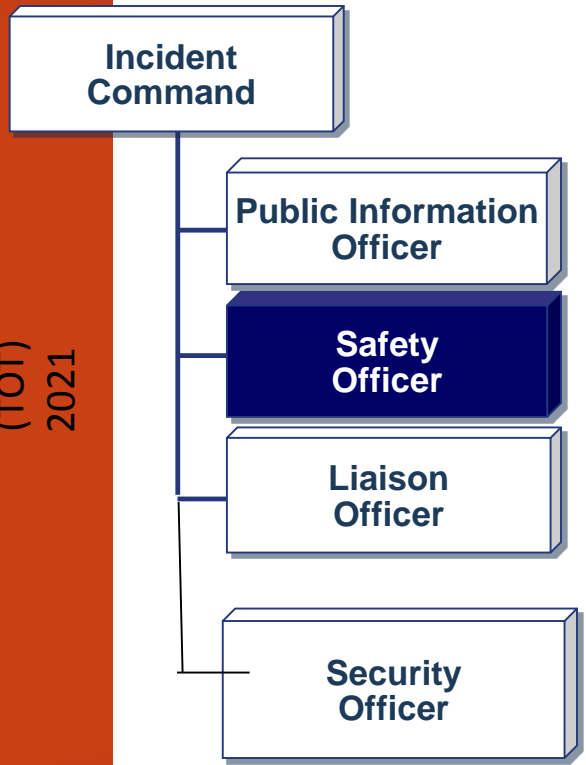 Incident
Command
Public Information
Officer
Safety
Officer
Liaison
Officer
Security
Officer
(TOT)
2021